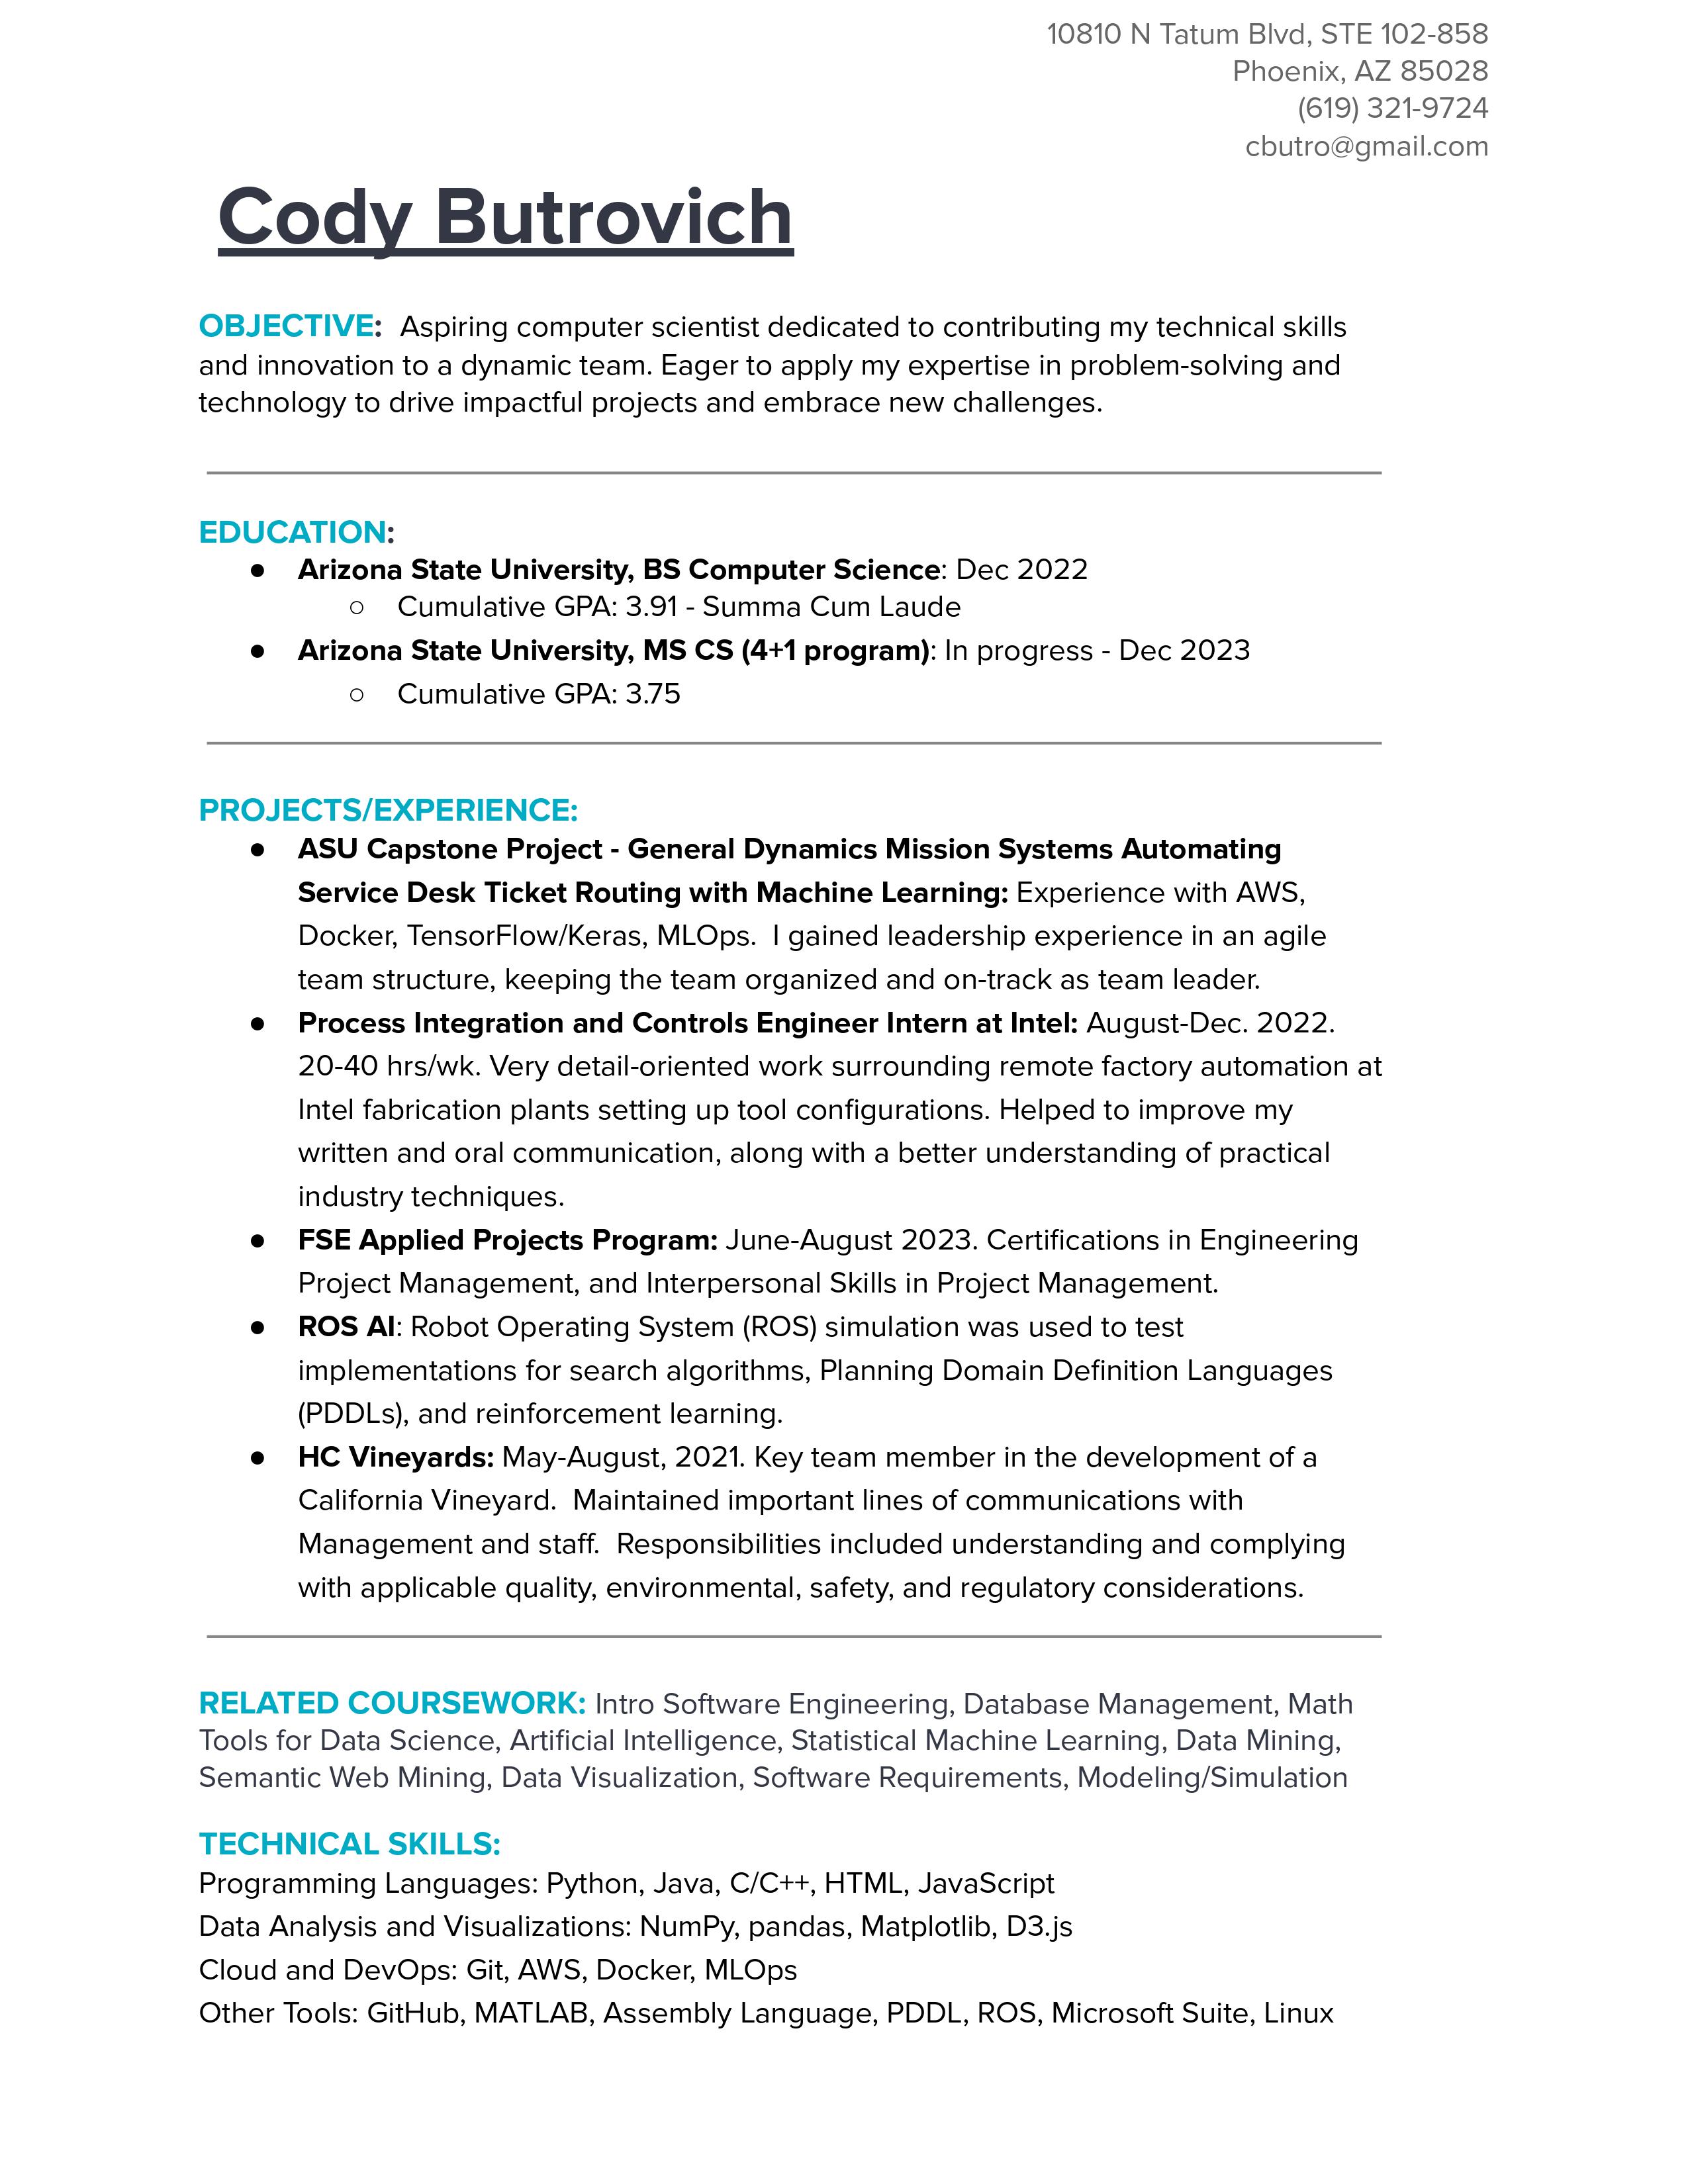 10810 N Tatum Blvd, STE 102-858
Phoenix, AZ 85028
(619) 321-9724
cbutro@gmail.com
Cody Butrovich
OBJECTIVE: Aspiring computer scientist dedicated to contributing my technical skills
and innovation to a dynamic team. Eager to apply my expertise in problem-solving and
technology to drive impactful projects and embrace new challenges.
EDUCATION:
● Arizona State University, BS Computer Science: Dec 2022
○ Cumulative GPA: 3.91 - Summa Cum Laude
● Arizona State University, MS CS (4+1 program): In progress - Dec 2023
○ Cumulative GPA: 3.75
PROJECTS/EXPERIENCE:
● ASU Capstone Project - General Dynamics Mission Systems Automating
Service Desk Ticket Routing with Machine Learning: Experience with AWS,
Docker, TensorFlow/Keras, MLOps. I gained leadership experience in an agile
team structure, keeping the team organized and on-track as team leader.
● Process Integration and Controls Engineer Intern at Intel: August-Dec. 2022.
20-40 hrs/wk. Very detail-oriented work surrounding remote factory automation at
Intel fabrication plants setting up tool configurations. Helped to improve my
written and oral communication, along with a better understanding of practical
industry techniques.
● FSE Applied Projects Program: June-August 2023. Certifications in Engineering
Project Management, and Interpersonal Skills in Project Management.
● ROS AI: Robot Operating System (ROS) simulation was used to test
implementations for search algorithms, Planning Domain Definition Languages
(PDDLs), and reinforcement learning.
● HC Vineyards: May-August, 2021. Key team member in the development of a
California Vineyard. Maintained important lines of communications with
Management and staff. Responsibilities included understanding and complying
with applicable quality, environmental, safety, and regulatory considerations.
RELATED COURSEWORK: Intro Software Engineering, Database Management, Math
Tools for Data Science, Artificial Intelligence, Statistical Machine Learning, Data Mining,
Semantic Web Mining, Data Visualization, Software Requirements, Modeling/Simulation
TECHNICAL SKILLS:
Programming Languages: Python, Java, C/C++, HTML, JavaScript
Data Analysis and Visualizations: NumPy, pandas, Matplotlib, D3.js
Cloud and DevOps: Git, AWS, Docker, MLOps
Other Tools: GitHub, MATLAB, Assembly Language, PDDL, ROS, Microsoft Suite, Linux